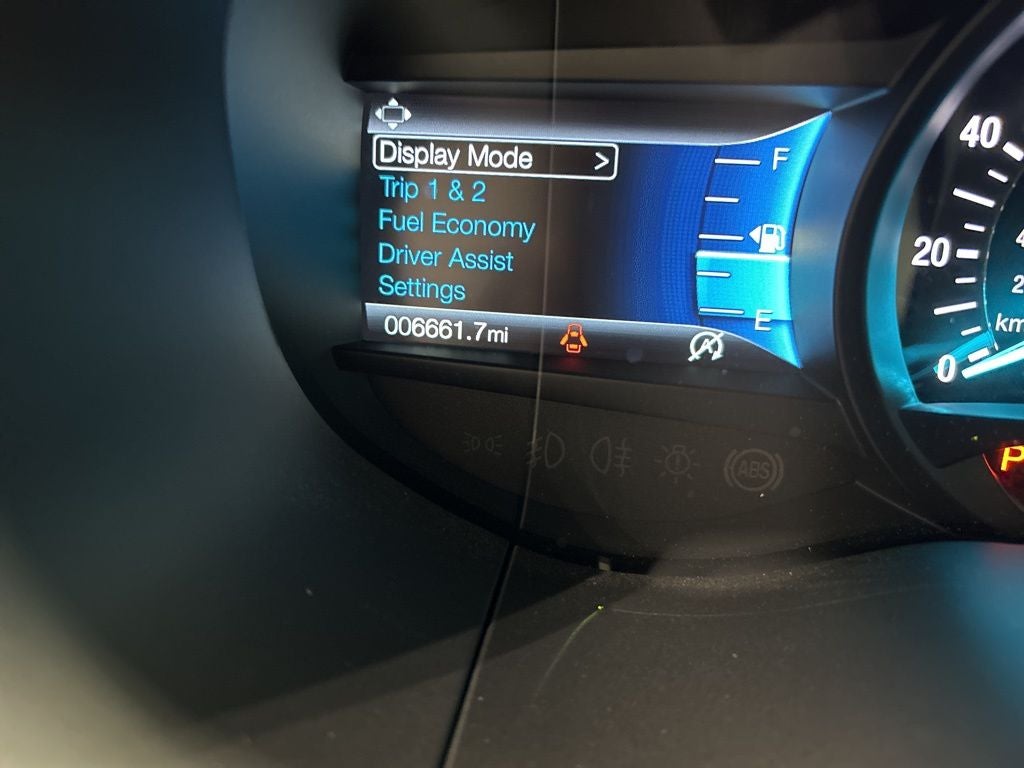 Display Mode >
Trip 1 & 2
Fuel Economy
Driver Assist
Settings
006661.7mi
F
E
40
20
0
ABS
P